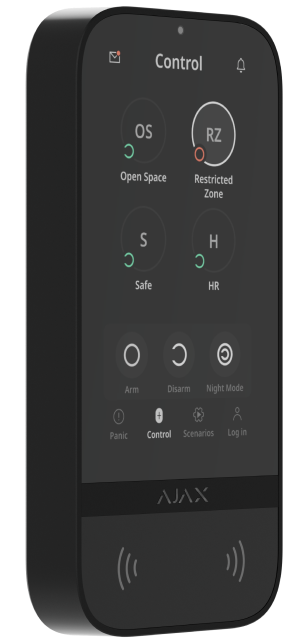 Control
OS
RZ
Open Space
Restricted
Zone
S
H
Safe
HR
Arm
Disarm
Night Mode
Panic
Control
Scenarios
Log in
AJAX